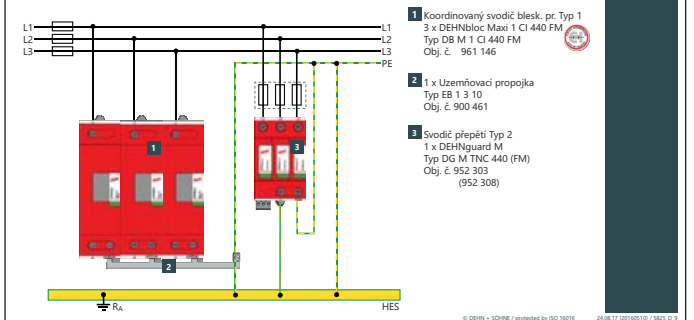 L1
L2
L3
L1
L2
L3
PE
1
3
2
HES
RA
1 Koordinovaný svodič blesk. pr. Typ 1
3 x DEHNbloc Maxi 1 CI 440 FM
Typ DB M 1 CI 440 FM
Obj. č. 961 146
2 1 x Uzemňovací propojka
Typ EB 1 3 10
Obj. č. 900 461
3 Svodič přepětí Typ 2
1 x DEHNguard M
Typ DG M TNC 440 (FM)
Obj. č. 952 303
(952 308)
© DEHN + SÖHNE / protected by ISO 16016
24.08.17 (20160510) / 5825_D_9